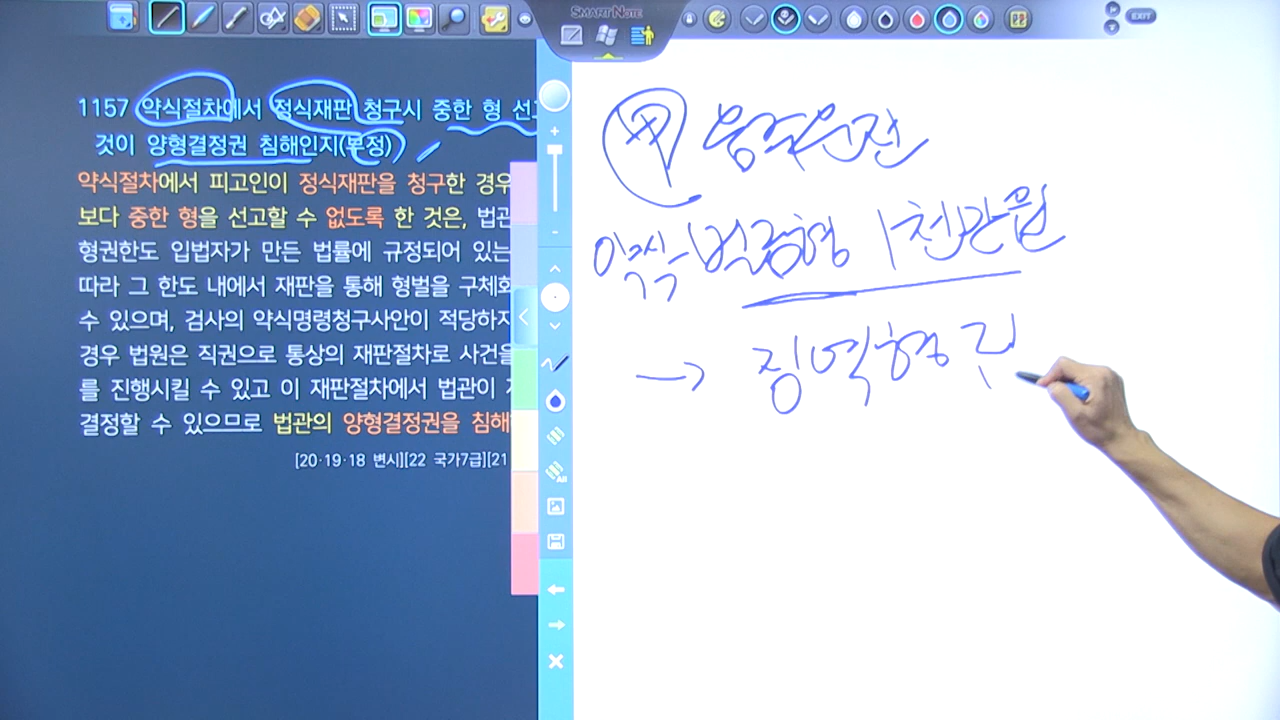 SMARTNOTE
EXIT
1157 약식절차에서 정식재판 청구시 중한 형 선고
것이 양형결정권 침해인지(부정)
약식절차에서 피고인이 정식재판을 청구한 경우
보다 중한 형을 선고할 수 없도록 한 것은, 법관
형권한도 입법자가 만든 법률에 규정되어 있는
따라 그 한도 내에서 재판을 통해 형벌을 구체화
수 있으며, 검사의 약식명령청구사안이 적당하지
경우 법원은 직권으로 통상의 재판절차로 사건을
를 진행시킬 수 있고 이 재판절차에서 법관이
결정할 수 있으므로 법관의 양형결정권을 침해
[20·19·18 변시][22 국가7급][21
All
甲 음주운전
약식 벌금형 1천만원
→ 징역형